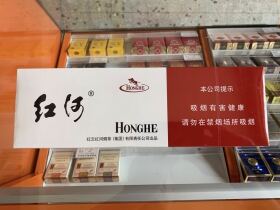 红河®
HONGHE
HONGHE
红云红河烟草（集团）有限责任公司出品
本公司提示
吸烟有害健康
请勿在禁烟场所吸烟